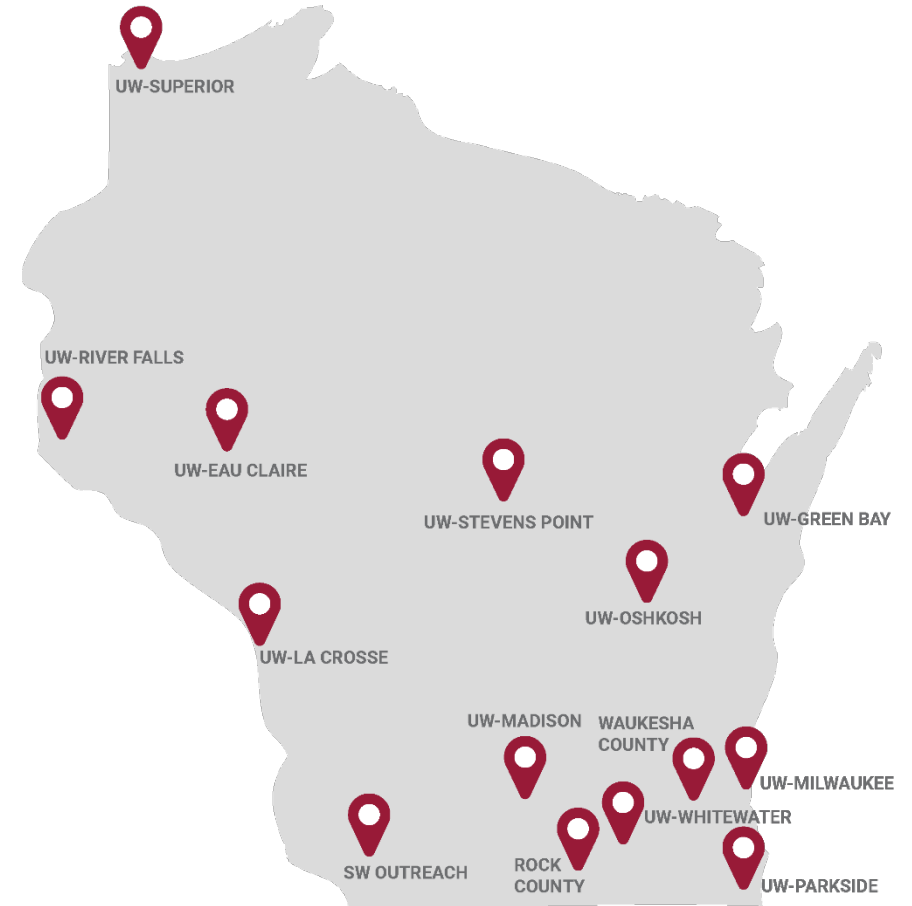 UW-SUPERIOR
UW-RIVER FALLS
UW-EAU CLAIRE
UW-STEVENS POINT
UW-GREEN BAY
UW-OSHKOSH
UW-LA CROSSE
UW-MADISON
WAUKESHA
COUNTY
UW-MILWAUKEE
UW-WHITEWATER
SW OUTREACH
ROCK
COUNTY
UW-PARKSIDE